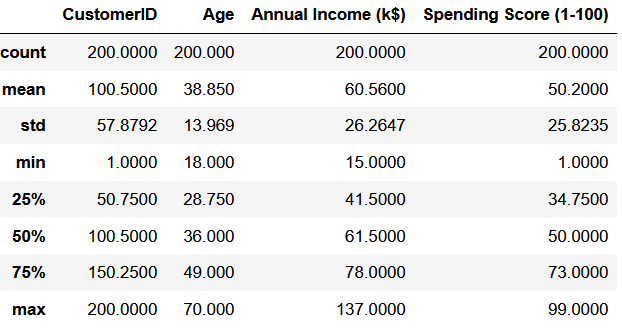 CustomerID Age Annual Income (k$) Spending Score (1-100)
count 200.0000 200.000 200.0000 200.0000
mean 100.5000 38.850 60.5600 50.2000
std 57.8792 13.969 26.2647 25.8235
min 1.0000 18.000 15.0000 1.0000
25% 50.7500 28.750 41.5000 34.7500
50% 100.5000 36.000 61.5000 50.0000
75% 150.2500 49.000 78.0000 73.0000
max 200.0000 70.000 137.0000 99.0000